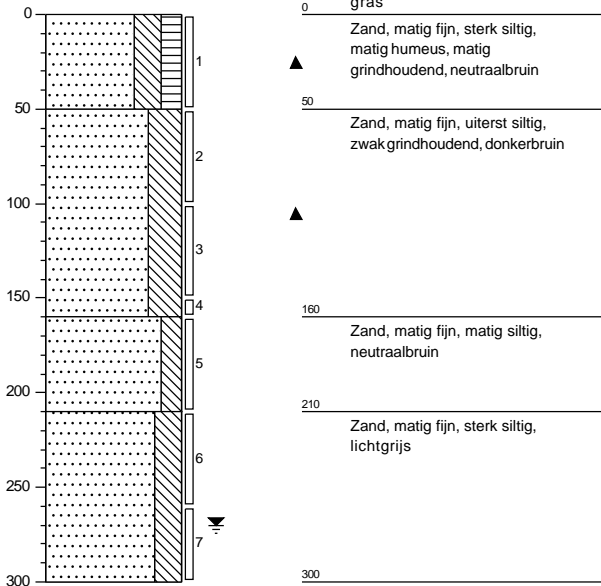 0
50
100
150
200
250
300
1
2
3
4
5
6
7
0
gras
Zand, matig fijn, sterk siltig,
matig humeus, matig
grindhoudend, neutraalbruin
50
Zand, matig fijn, uiterst siltig,
zwak grindhoudend, donkerbruin
160
Zand, matig fijn, matig siltig,
neutraalbruin
210
Zand, matig fijn, sterk siltig,
lichtgrijs
300